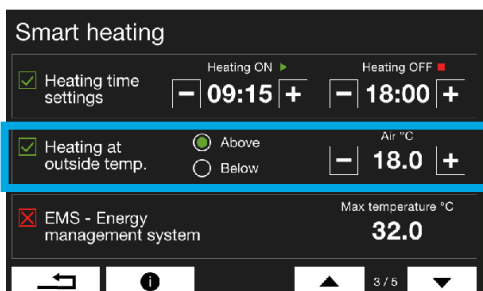 Smart heating
Heating time
settings
Heating ON
09:15
Heating OFF
18:00
Heating at
outside temp.
Above
Below
Air °C
18.0
EMS - Energy
management system
Max temperature °C
32.0
3/5